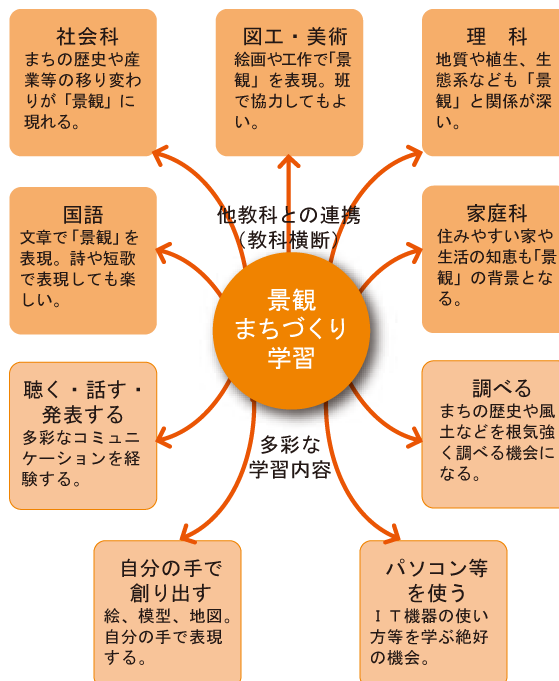 社会科
まちの歴史や産
業等の移り変わ
りが「景観」に
現れる。
図工・美術
絵画や工作で「景
観」を表現。班
で協力してもよ
い。
理 科
地質や植生、生
態系なども「景
観」と関係が深
い。
国語
文章で「景観」を
表現。詩や短歌
で表現しても楽
しい。
他教科との連携
(教科横断)
家庭科
住みやすい家や
生活の知恵も「景
観」の背景とな
る。
景観
まちづくり
学習
聴く・話す・
発表する
多彩なコミュニ
ケーションを経
験する。
多彩な
学習内容
調べる
まちの歴史や風
土などを根気強
く調べる機会に
なる。
自分の手で
創り出す
絵、模型、地図。
自分の手で表現
する。
パソコン等
を使う
ＩＴ機器の使い
方等を学ぶ絶好
の機会。